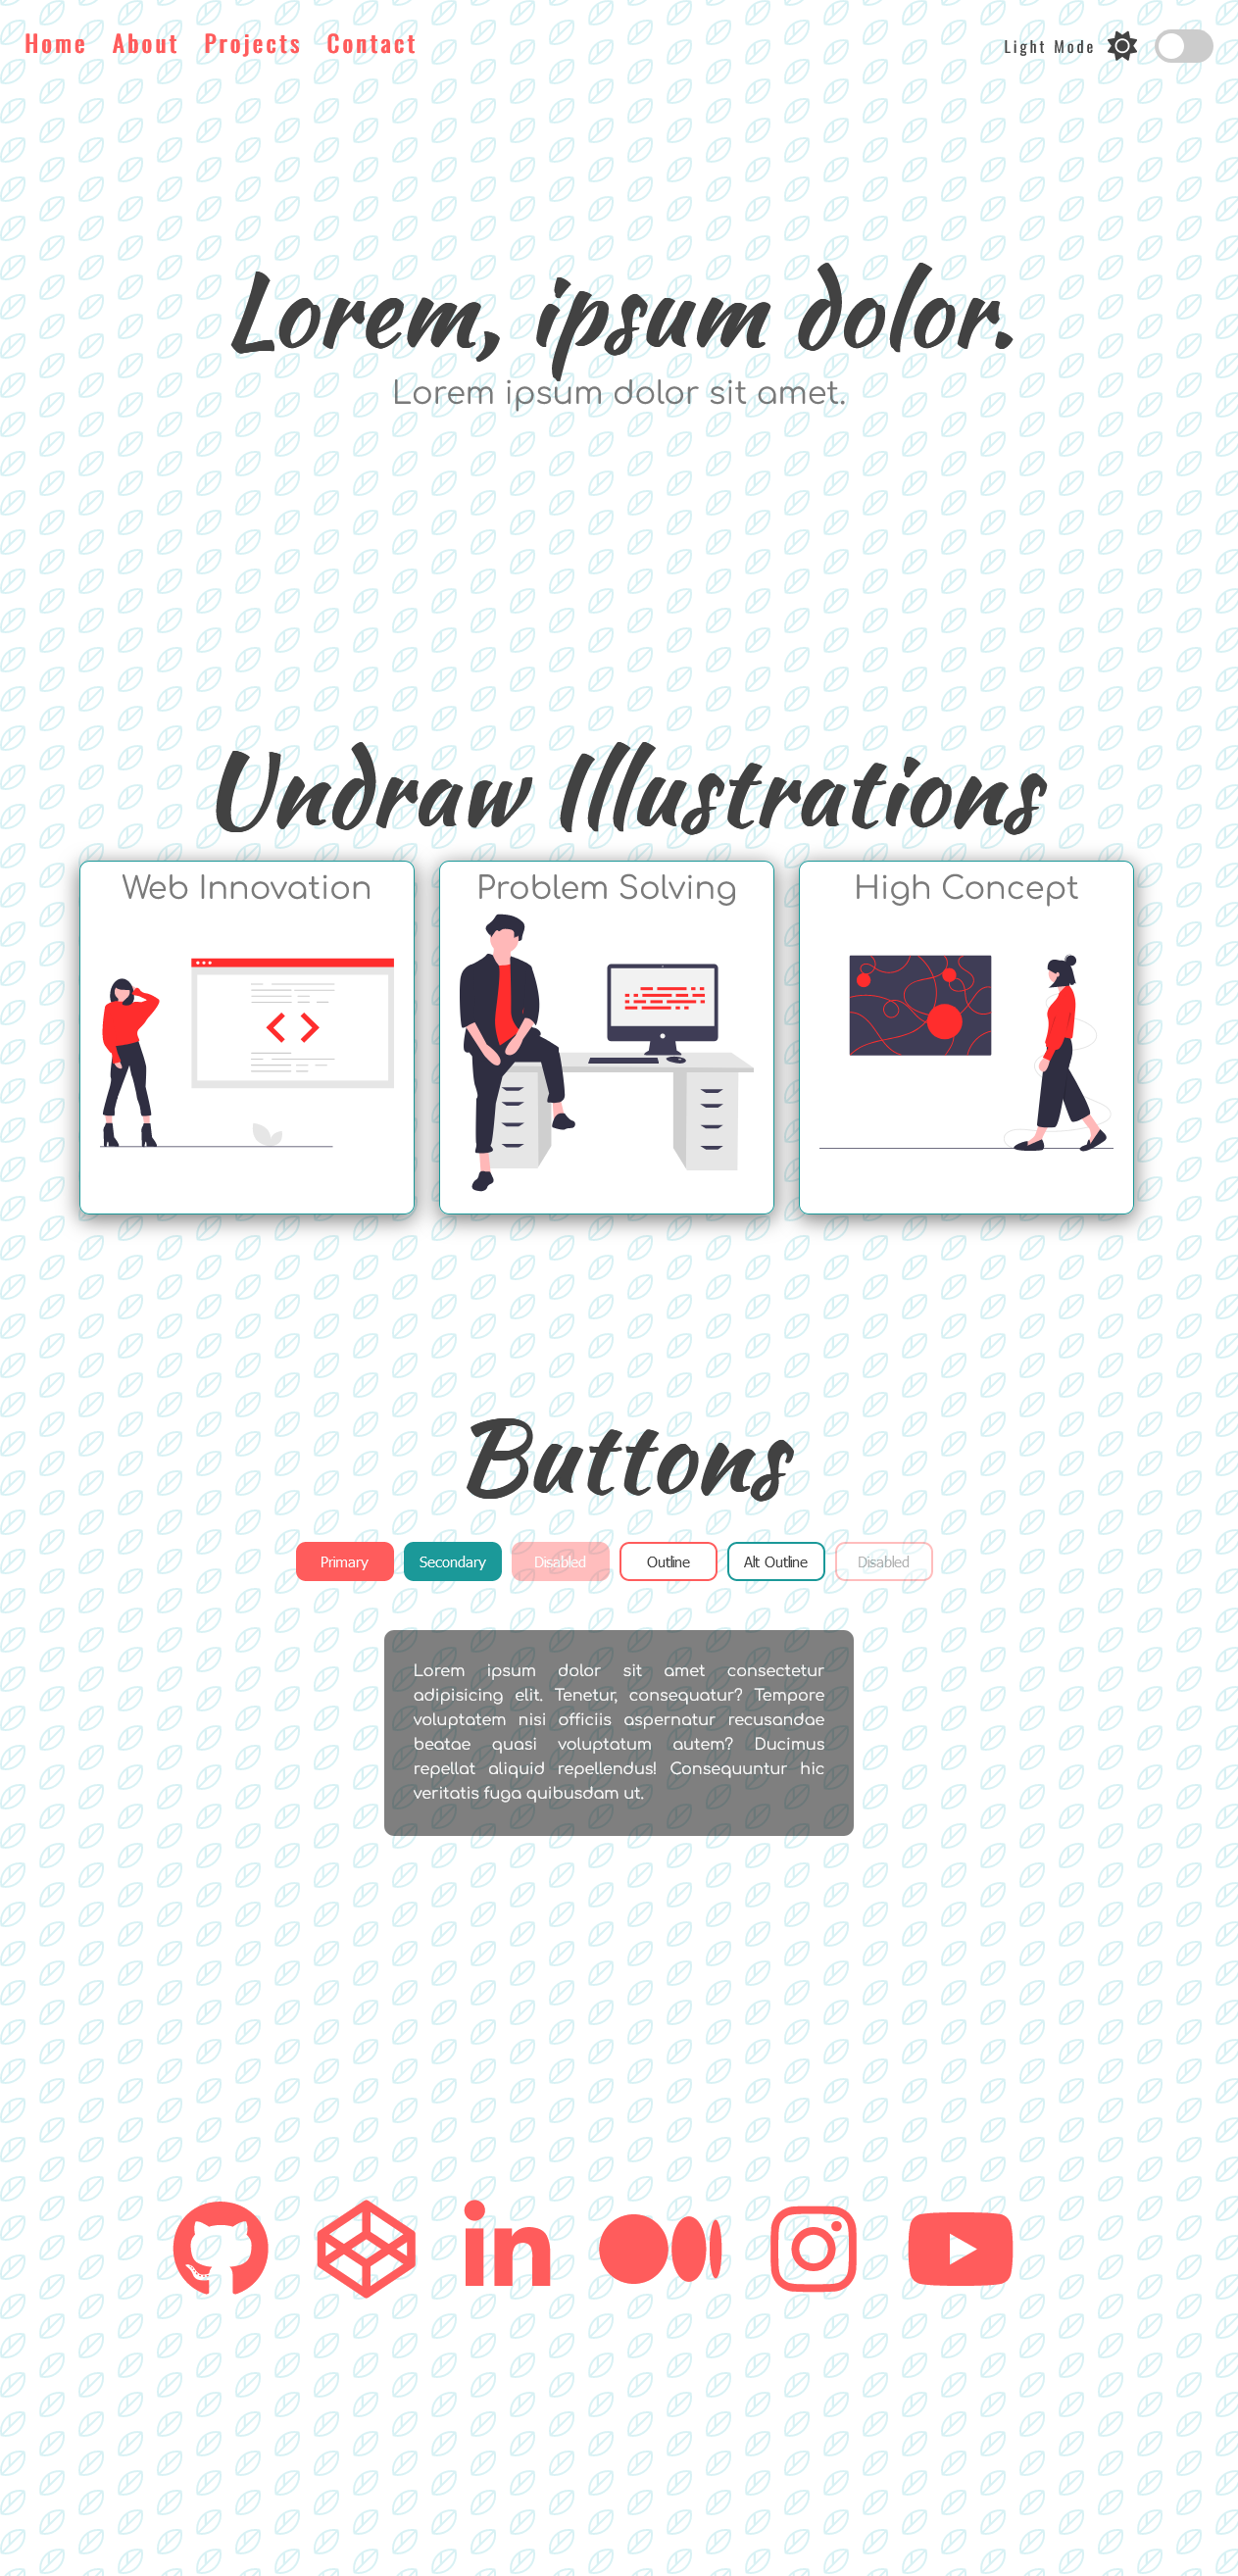 Home About Projects Contact
Light Mode
Lorem, ipsum dolor.
Lorem ipsum dolor sit amet.
Undraw Illustrations
Web Innovation
Problem Solving
High Concept
Buttons
Primary
Secondary
Disabled
Outline
Alt Outline
Disabled
Lorem ipsum dolor sit amet consectetur
adipisicing elit. Tenetur, consequatur? Tempore
voluptatem nisi officiis aspernatur recusandae
beatae quasi voluptatum autem? Ducimus
repellat aliquid repellendus! Consequuntur hic
veritatis fuga quibusdam ut.
in